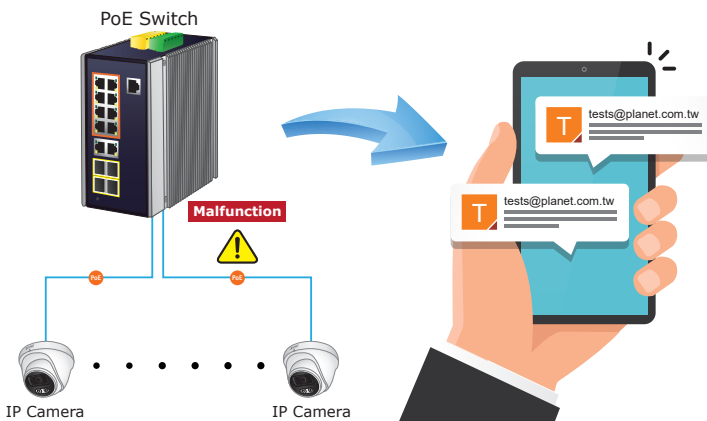 PoE Switch
Malfunction
PoE
PoE
IP Camera
IP Camera
T
tests@planet.com.tw
T
tests@planet.com.tw